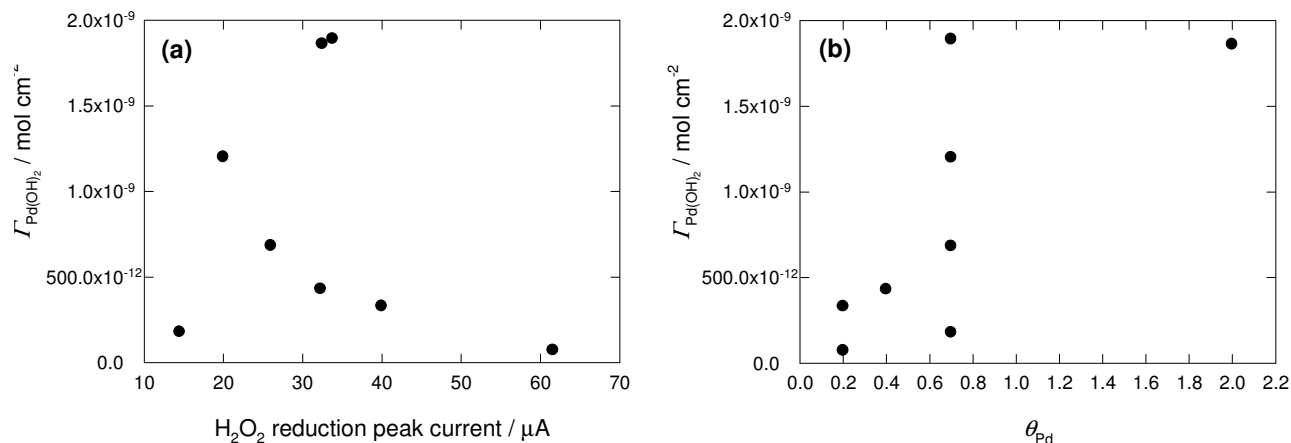 (a)
Γ Pd(OH)₂ / mol cm⁻²
2.0x10⁻⁹
1.5x10⁻⁹
1.0x10⁻⁹
500.0x10⁻¹²
0.0
10 20 30 40 50 60 70
H₂O₂ reduction peak current / μA
(b)
Γ Pd(OH)₂ / mol cm⁻²
2.0x10⁻⁹
1.5x10⁻⁹
1.0x10⁻⁹
500.0x10⁻¹²
0.0
0.0 0.2 0.4 0.6 0.8 1.0 1.2 1.4 1.6 1.8 2.0 2.2
θ Pd